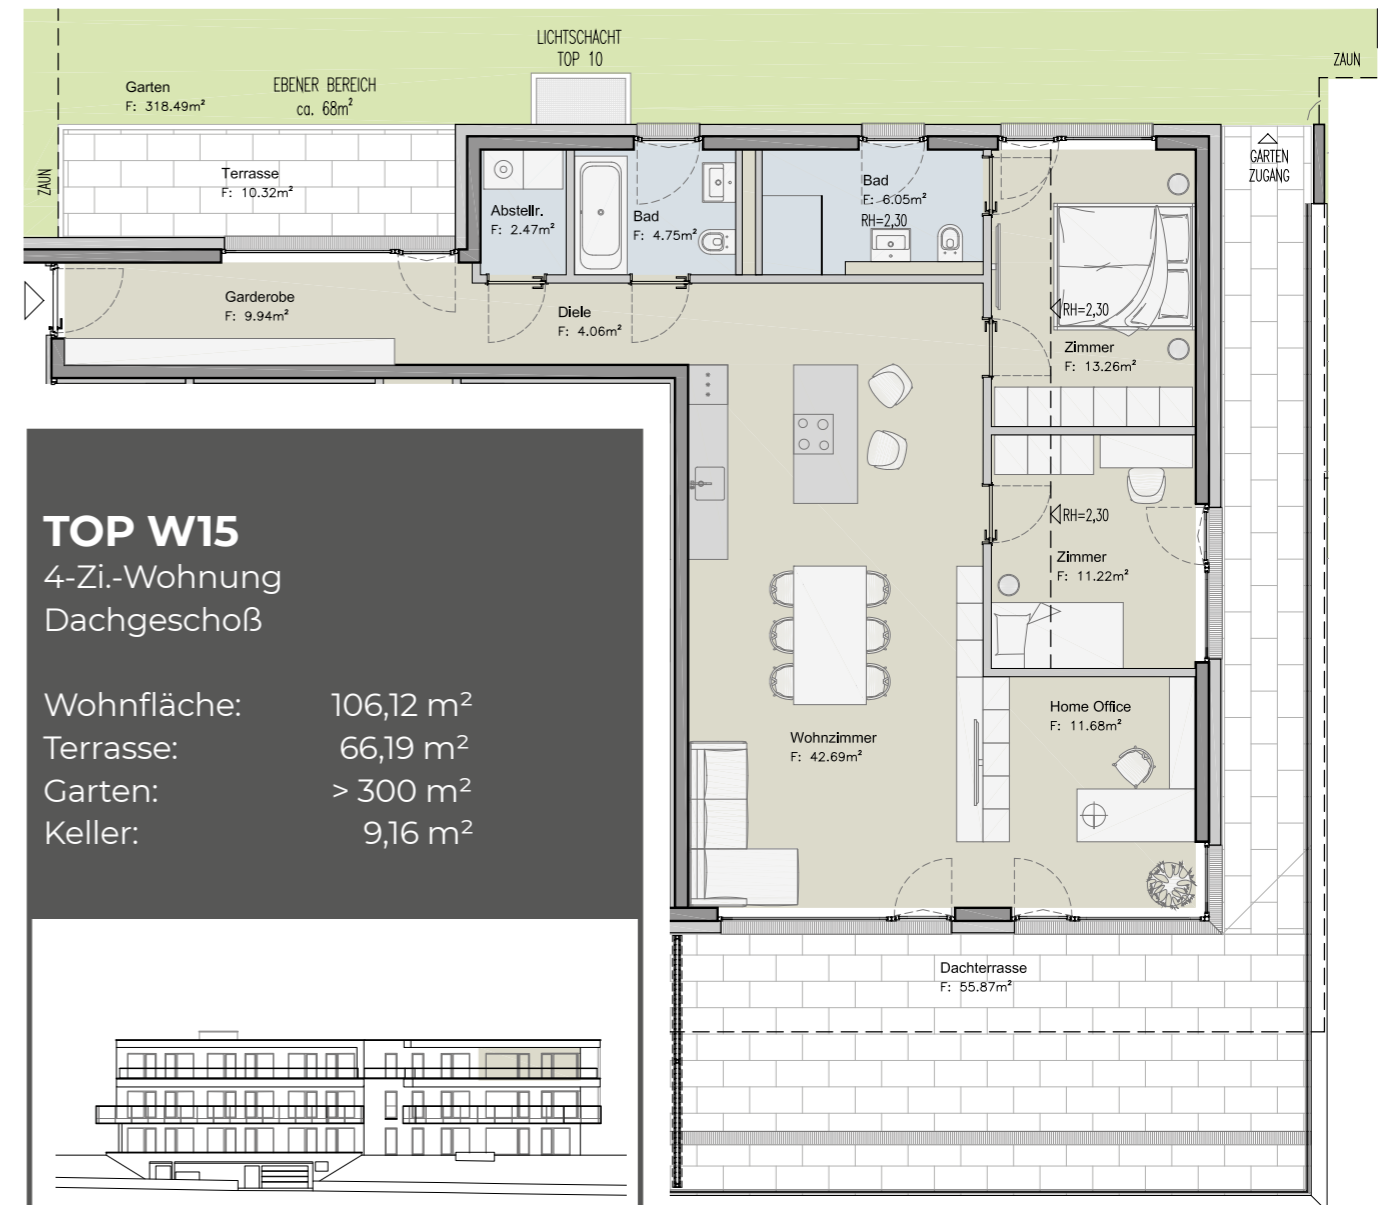 LICHTSCHACHT
TOP 10
ZAUN
Garten
F: 318.49m²
EBENER BEREICH
ca. 68m²
ZAUN
Terrasse
F: 10.32m²
GARTEN
ZUGANG
Abstellr.
F: 2.47m²
Bad
F: 4.75m²
Bad
F: 6.05m²
RH=2,30
Garderobe
F: 9.94m²
Diele
F: 4.06m²
RH=2,30
Zimmer
F: 13.26m²
RH=2,30
Zimmer
F: 11.22m²
Home Office
F: 11.68m²
Wohnzimmer
F: 42.69m²
Dachterrasse
F: 55.87m²
TOP W15
4-Zi.-Wohnung
Dachgeschoß
Wohnfläche: 106,12 m²
Terrasse: 66,19 m²
Garten: > 300 m²
Keller: 9,16 m²